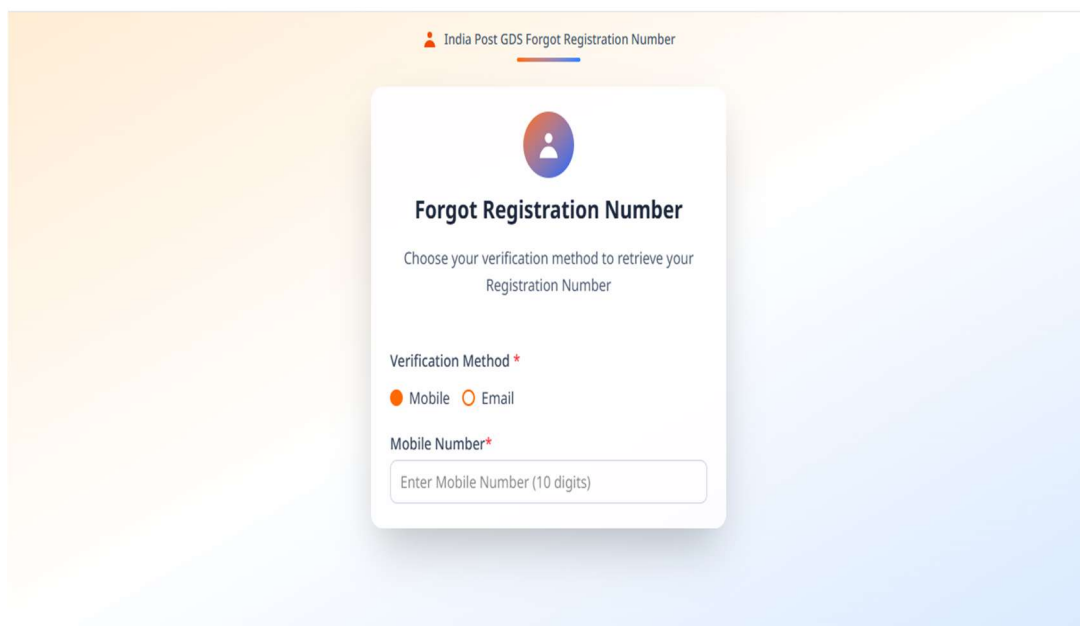 India Post GDS Forgot Registration Number
Forgot Registration Number
Choose your verification method to retrieve your
Registration Number
Verification Method *
Mobile Email
Mobile Number*
Enter Mobile Number (10 digits)